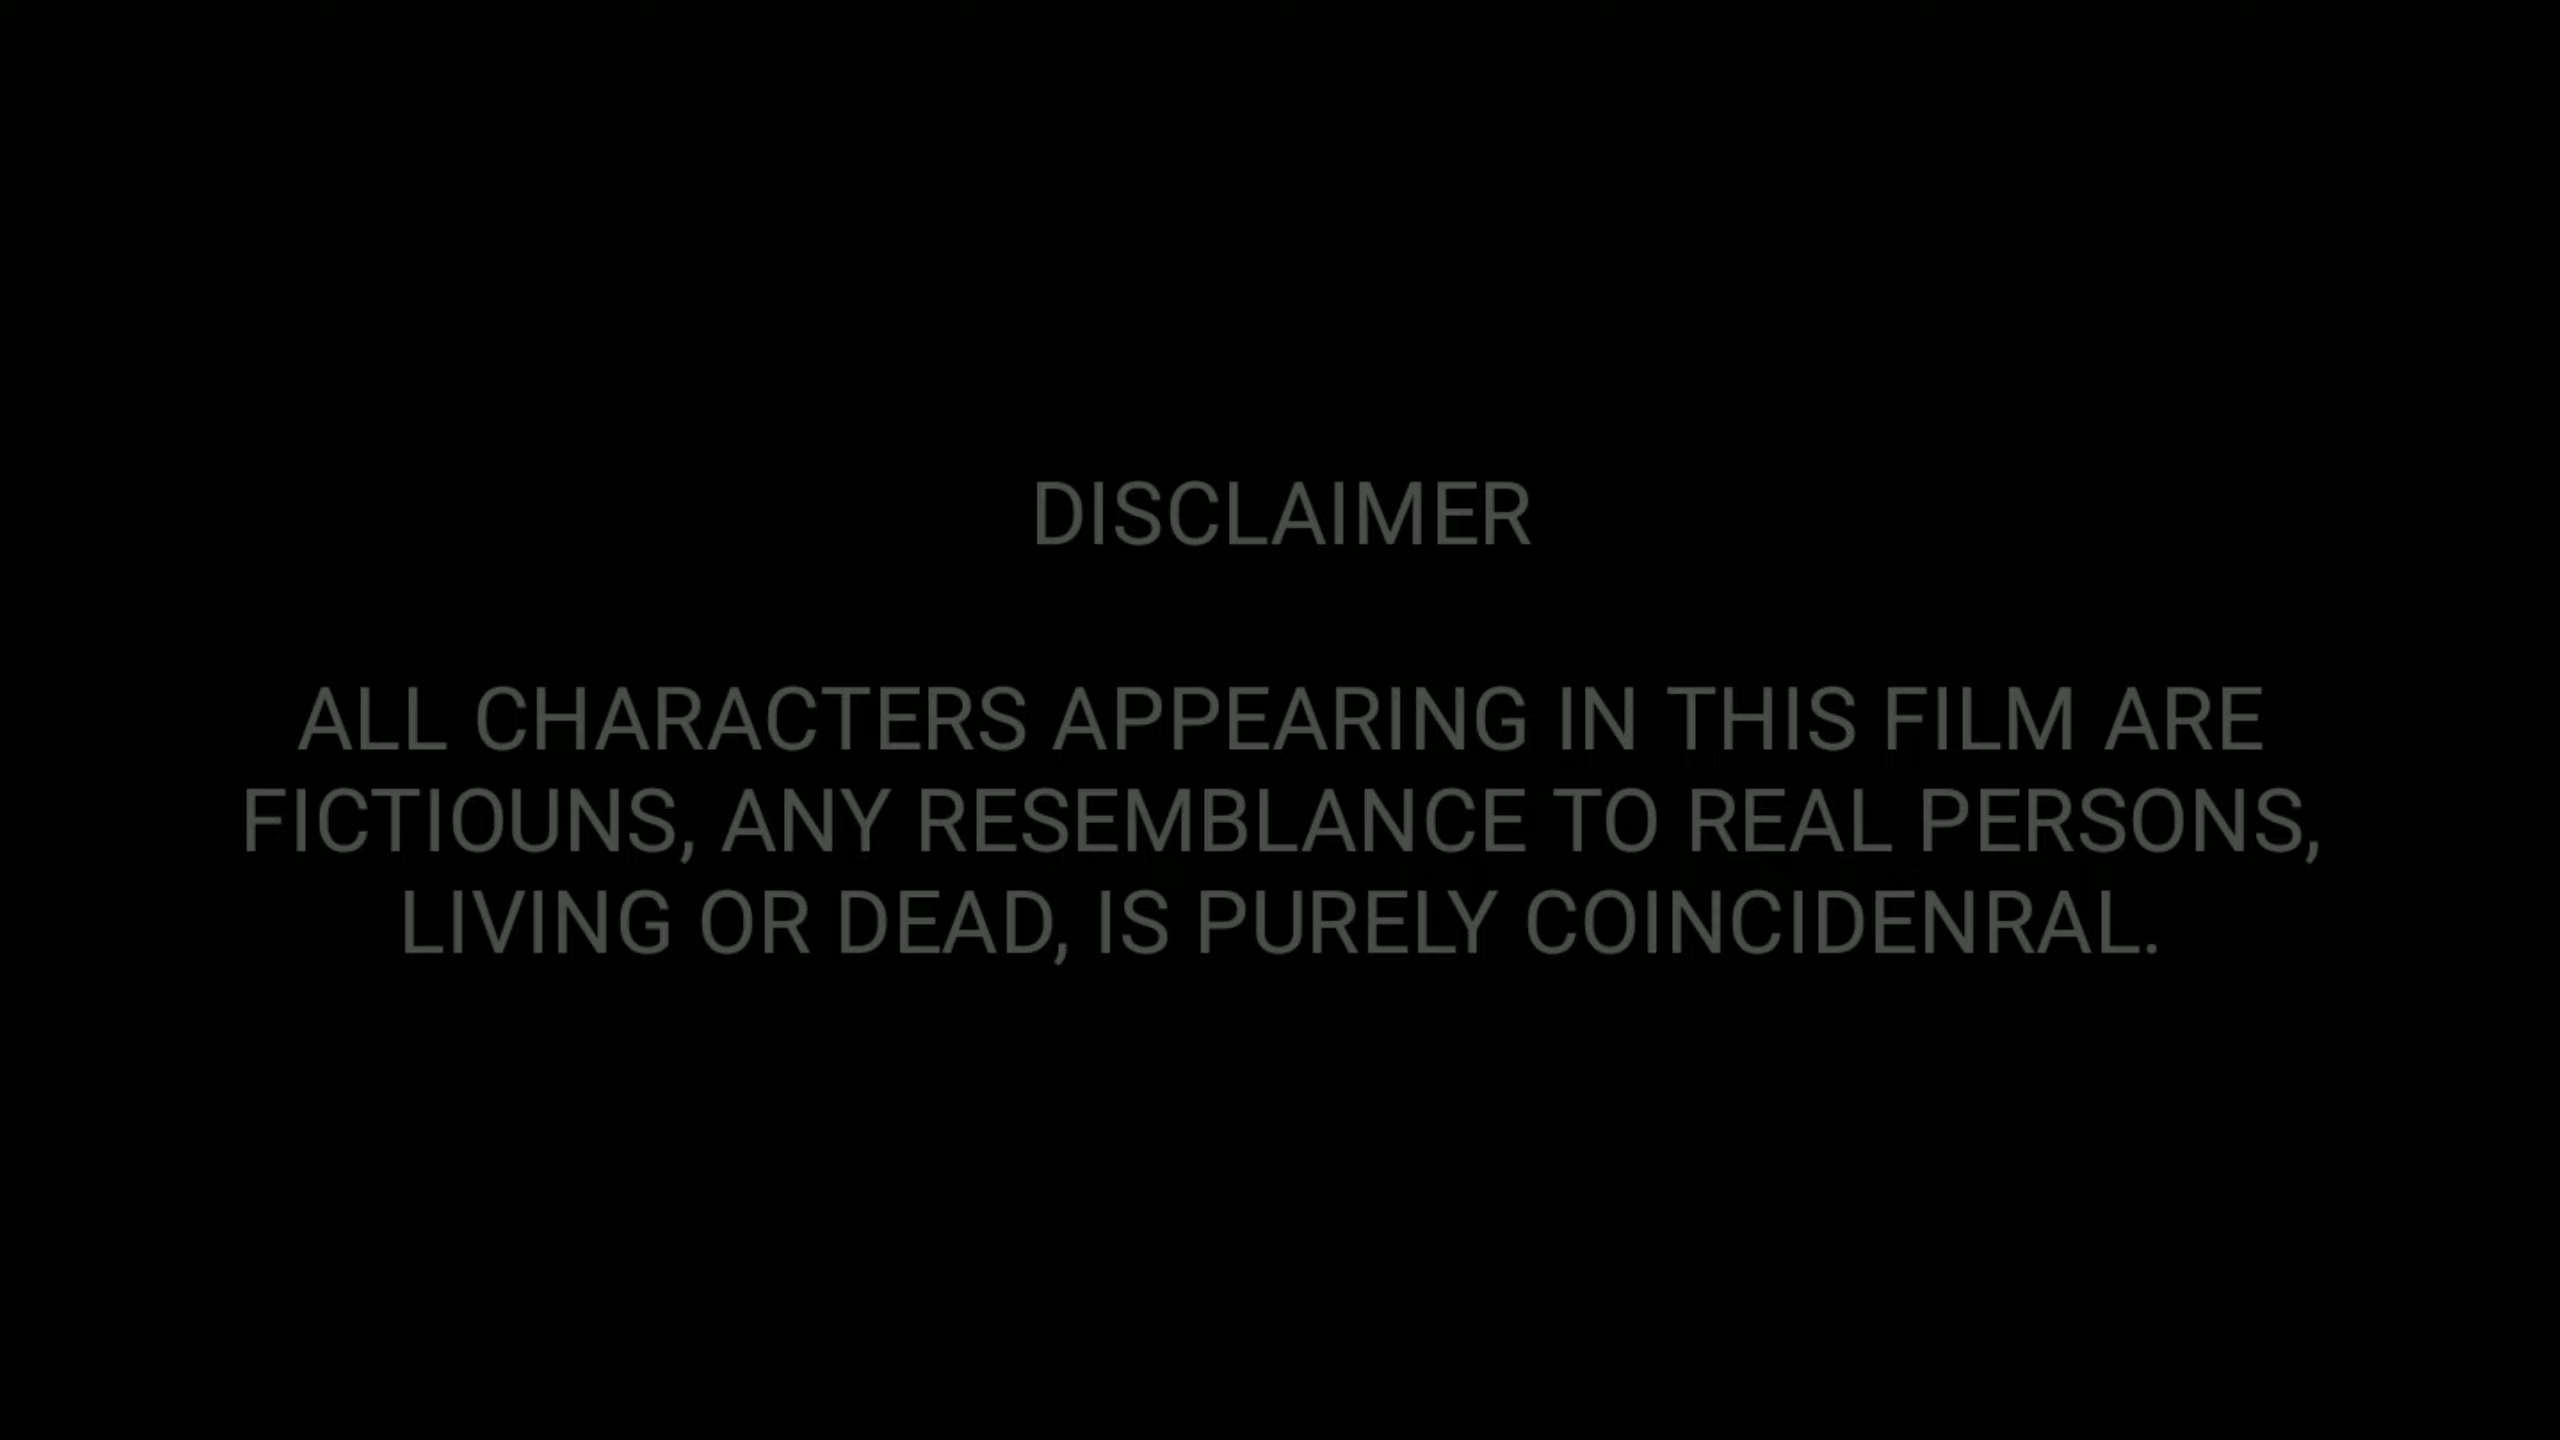 DISCLAIMER
ALL CHARACTERS APPEARING IN THIS FILM ARE
FICTIOUNS, ANY RESEMBLANCE TO REAL PERSONS,
LIVING OR DEAD, IS PURELY COINCIDENRAL.